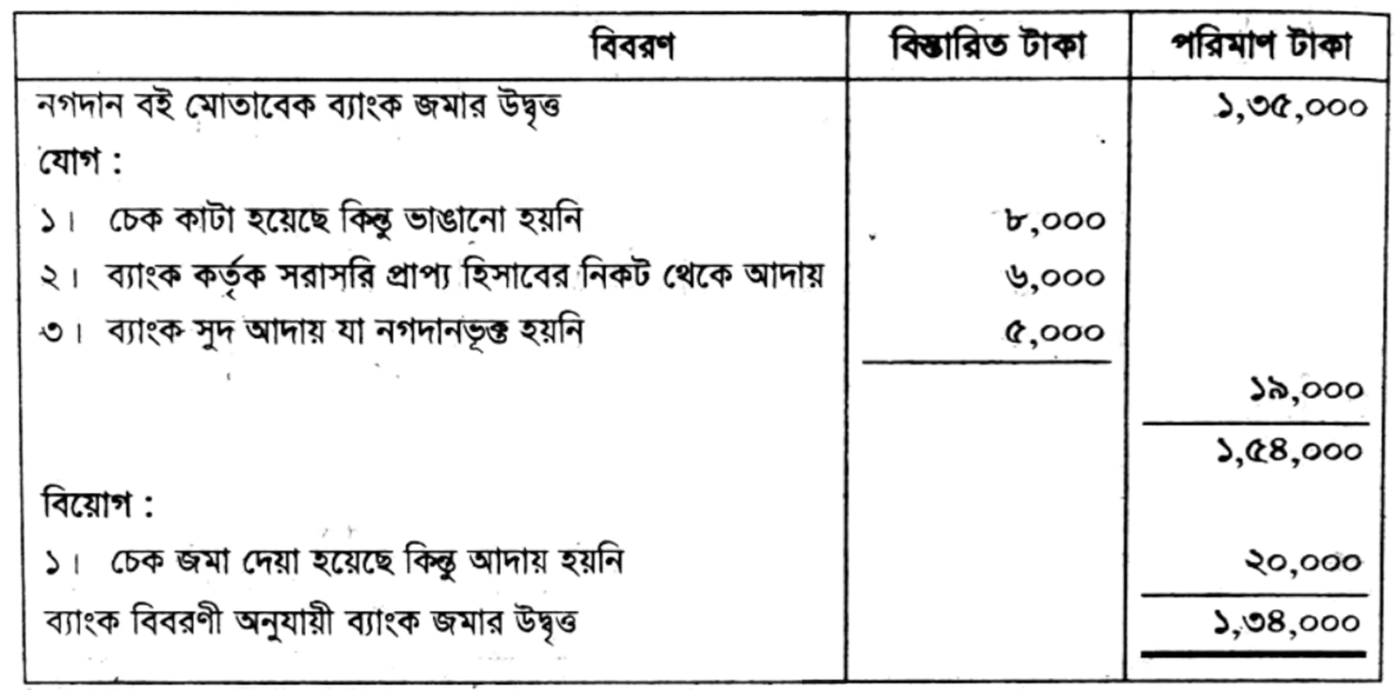 বিবরণ বিস্তারিত টাকা পরিমাণ টাকা
নগদান বই মোতাবেক ব্যাংক জমার উদ্বৃত্ত ১,৩৫,০০০
যোগ :
১। চেক কাটা হয়েছে কিন্তু ভাঙানো হয়নি ৮,০০০
২। ব্যাংক কর্তৃক সরাসরি প্রাপ্য হিসাবের নিকট থেকে আদায় ৬,০০০
৩। ব্যাংক সুদ আদায় যা নগদানভূক্ত হয়নি ৫,০০০
১৯,০০০
১,৫৪,০০০
বিয়োগ :
১। চেক জমা দেয়া হয়েছে কিন্তু আদায় হয়নি ২০,০০০
ব্যাংক বিবরণী অনুযায়ী ব্যাংক জমার উদ্বৃত্ত ১,৩৪,০০০